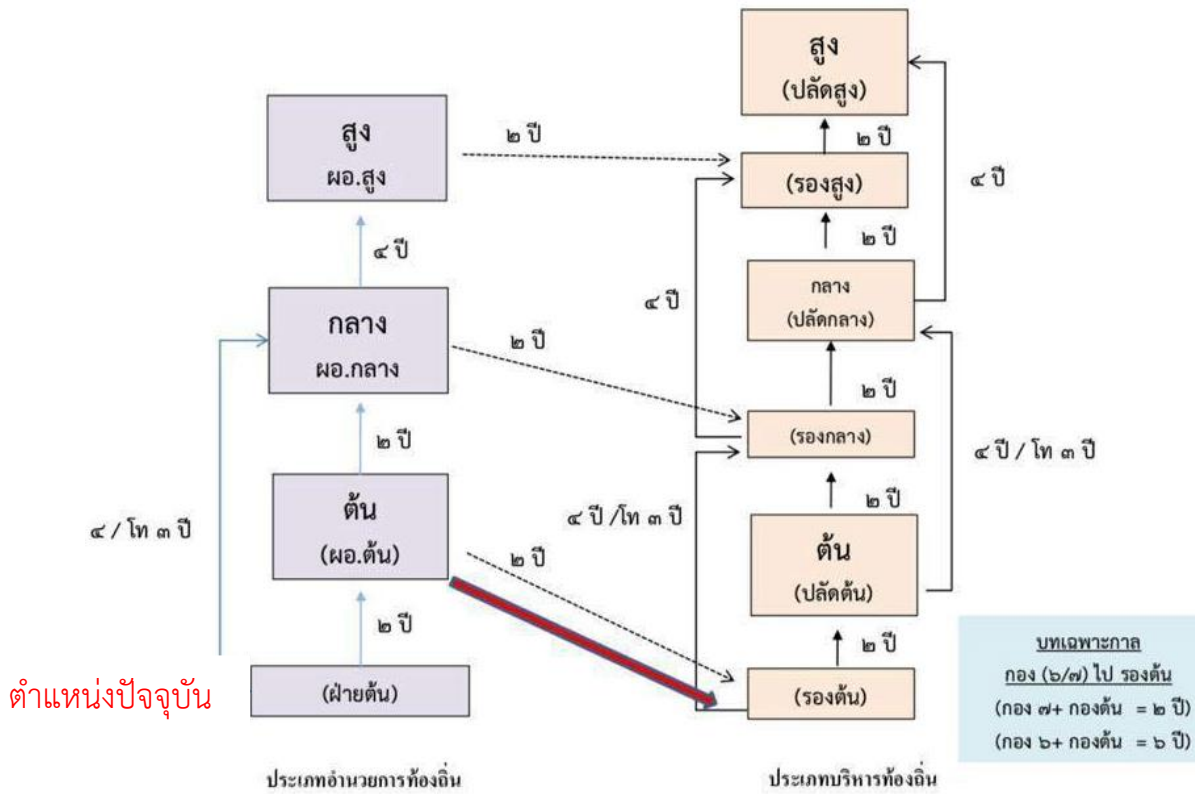 สูง
(ปลัดสูง)
สูง
ผอ.สูง
๒ ปี
๒ ปี
(รองสูง)
๔ ปี
๒ ปี
๔ ปี
๔ ปี
กลาง
(ปลัดกลาง)
กลาง
ผอ.กลาง
๒ ปี
๒ ปี
(รองกลาง)
๒ ปี
๔ ปี / โท ๓ ปี
๒ ปี
๔ / โท ๓ ปี
ต้น
(ผอ.ต้น)
๔ ปี /โท ๓ ปี
๒ ปี
ต้น
(ปลัดต้น)
๒ ปี
๒ ปี
ตำแหน่งปัจจุบัน
(ฝ่ายต้น)
(รองต้น)
บทเฉพาะกาล
กอง (๖/๗) ไป รองต้น
(กอง ๗+ กองต้น = ๒ ปี)
(กอง ๖+ กองต้น = ๖ ปี)
ประเภทอำนวยการท้องถิ่น
ประเภทบริหารท้องถิ่น